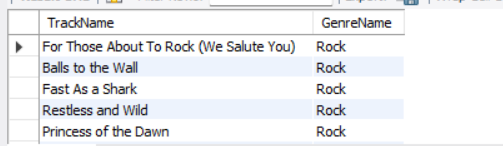 TrackName GenreName
For Those About To Rock (We Salute You) Rock
Balls to the Wall Rock
Fast As a Shark Rock
Restless and Wild Rock
Princess of the Dawn Rock